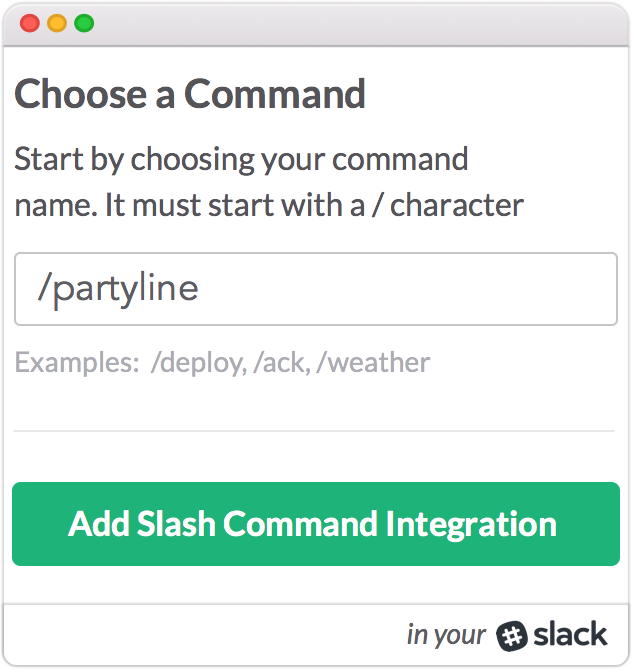 Choose a Command
Start by choosing your command
name. It must start with a / character
/partyline
Examples: /deploy, /ack, /weather
Add Slash Command Integration
in your slack